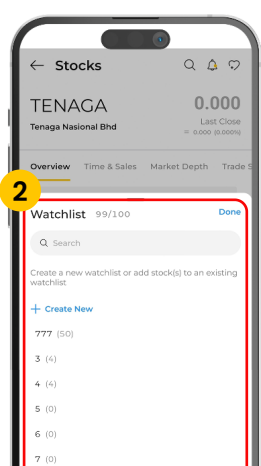 ← Stocks
TENAGA
0.000
Tenaga Nasional Bhd
Last Close
= 0.000 (0.000%)
Overview Time & Sales Market Depth Trade S
2
Watchlist 99/100
Done
Search
Create a new watchlist or add stock(s) to an existing
watchlist
+ Create New
777 (50)
3 (4)
4 (4)
5 (0)
6 (0)
7 (0)